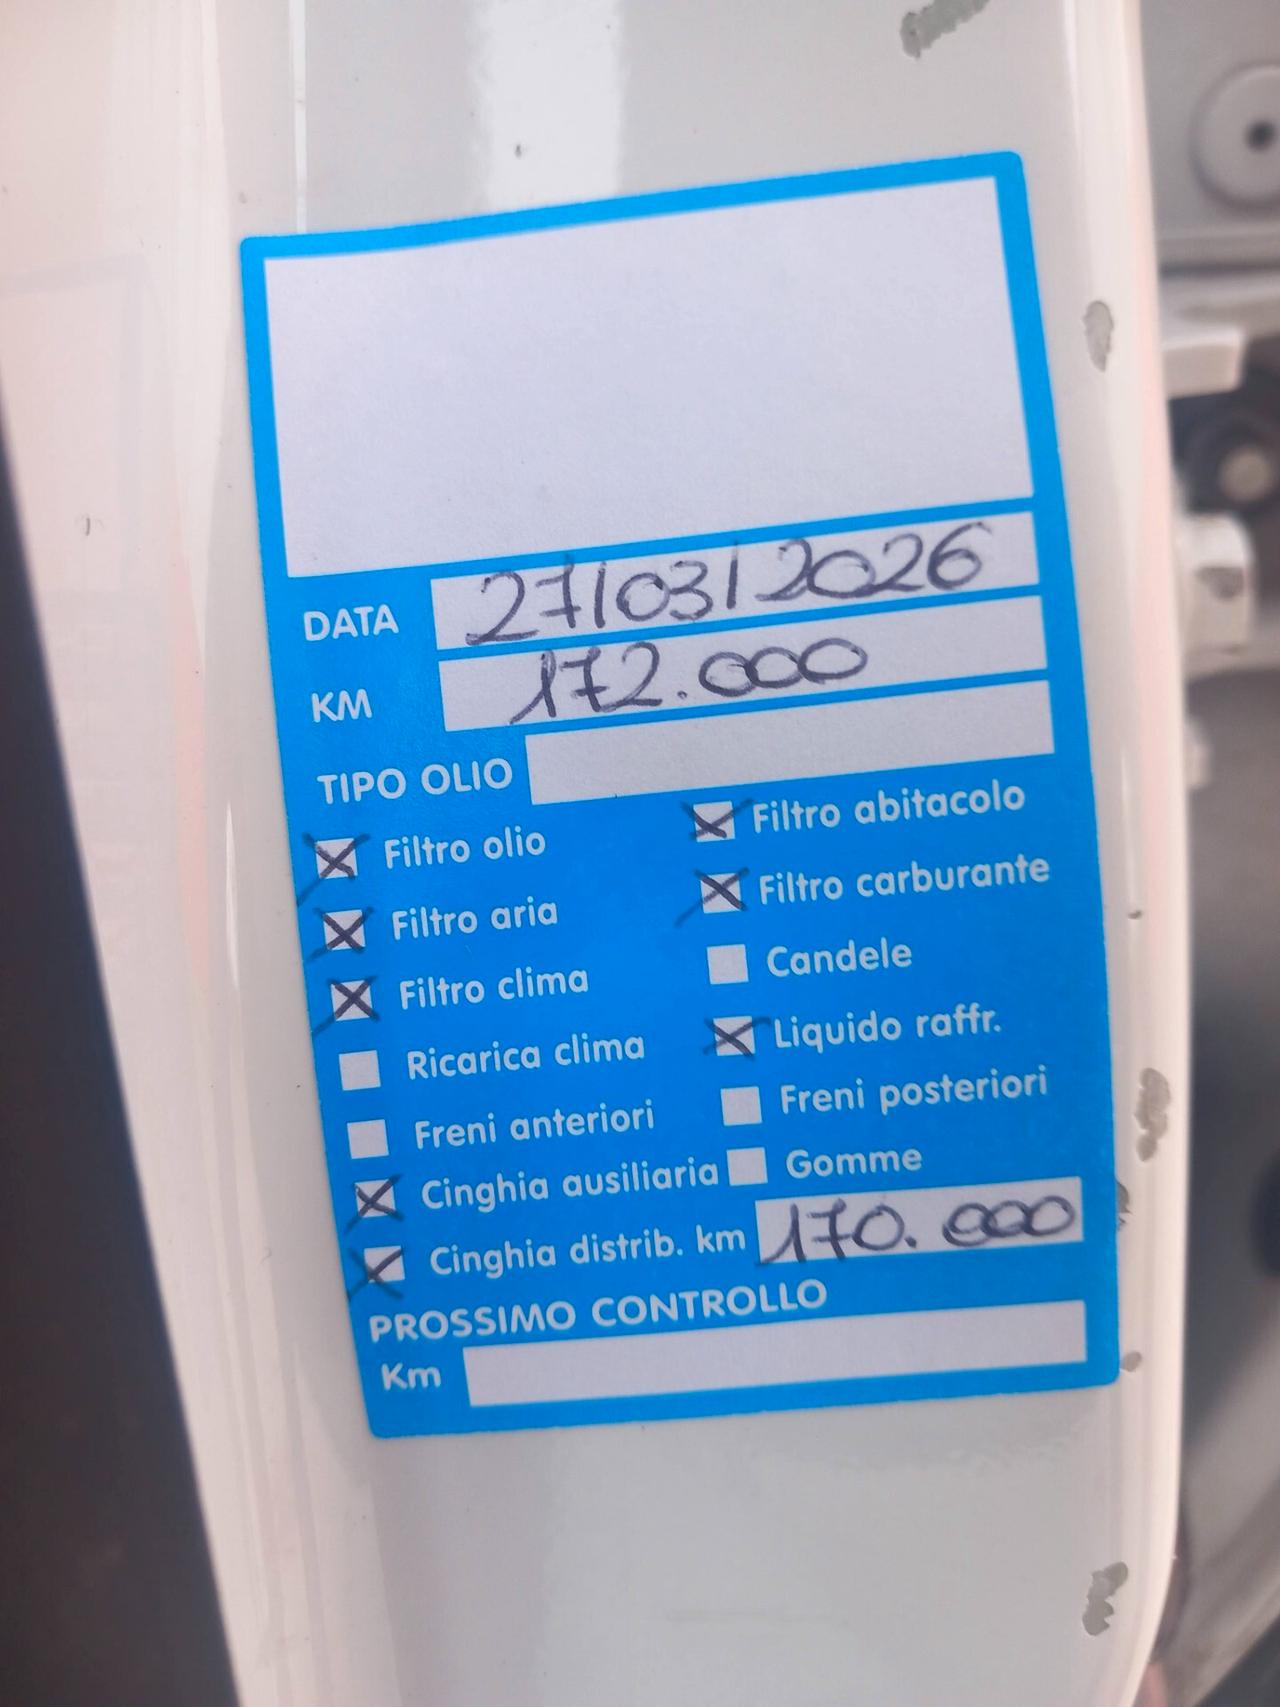 DATA 27/03/2026
KM 172.000
TIPO OLIO
Filtro olio
Filtro abitacolo
Filtro aria
Filtro carburante
Filtro clima
Candele
Ricarica clima
Liquido raffr.
Freni anteriori
Freni posteriori
Cinghia ausiliaria
Gomme
Cinghia distrib. km 170.000
PROSSIMO CONTROLLO
Km